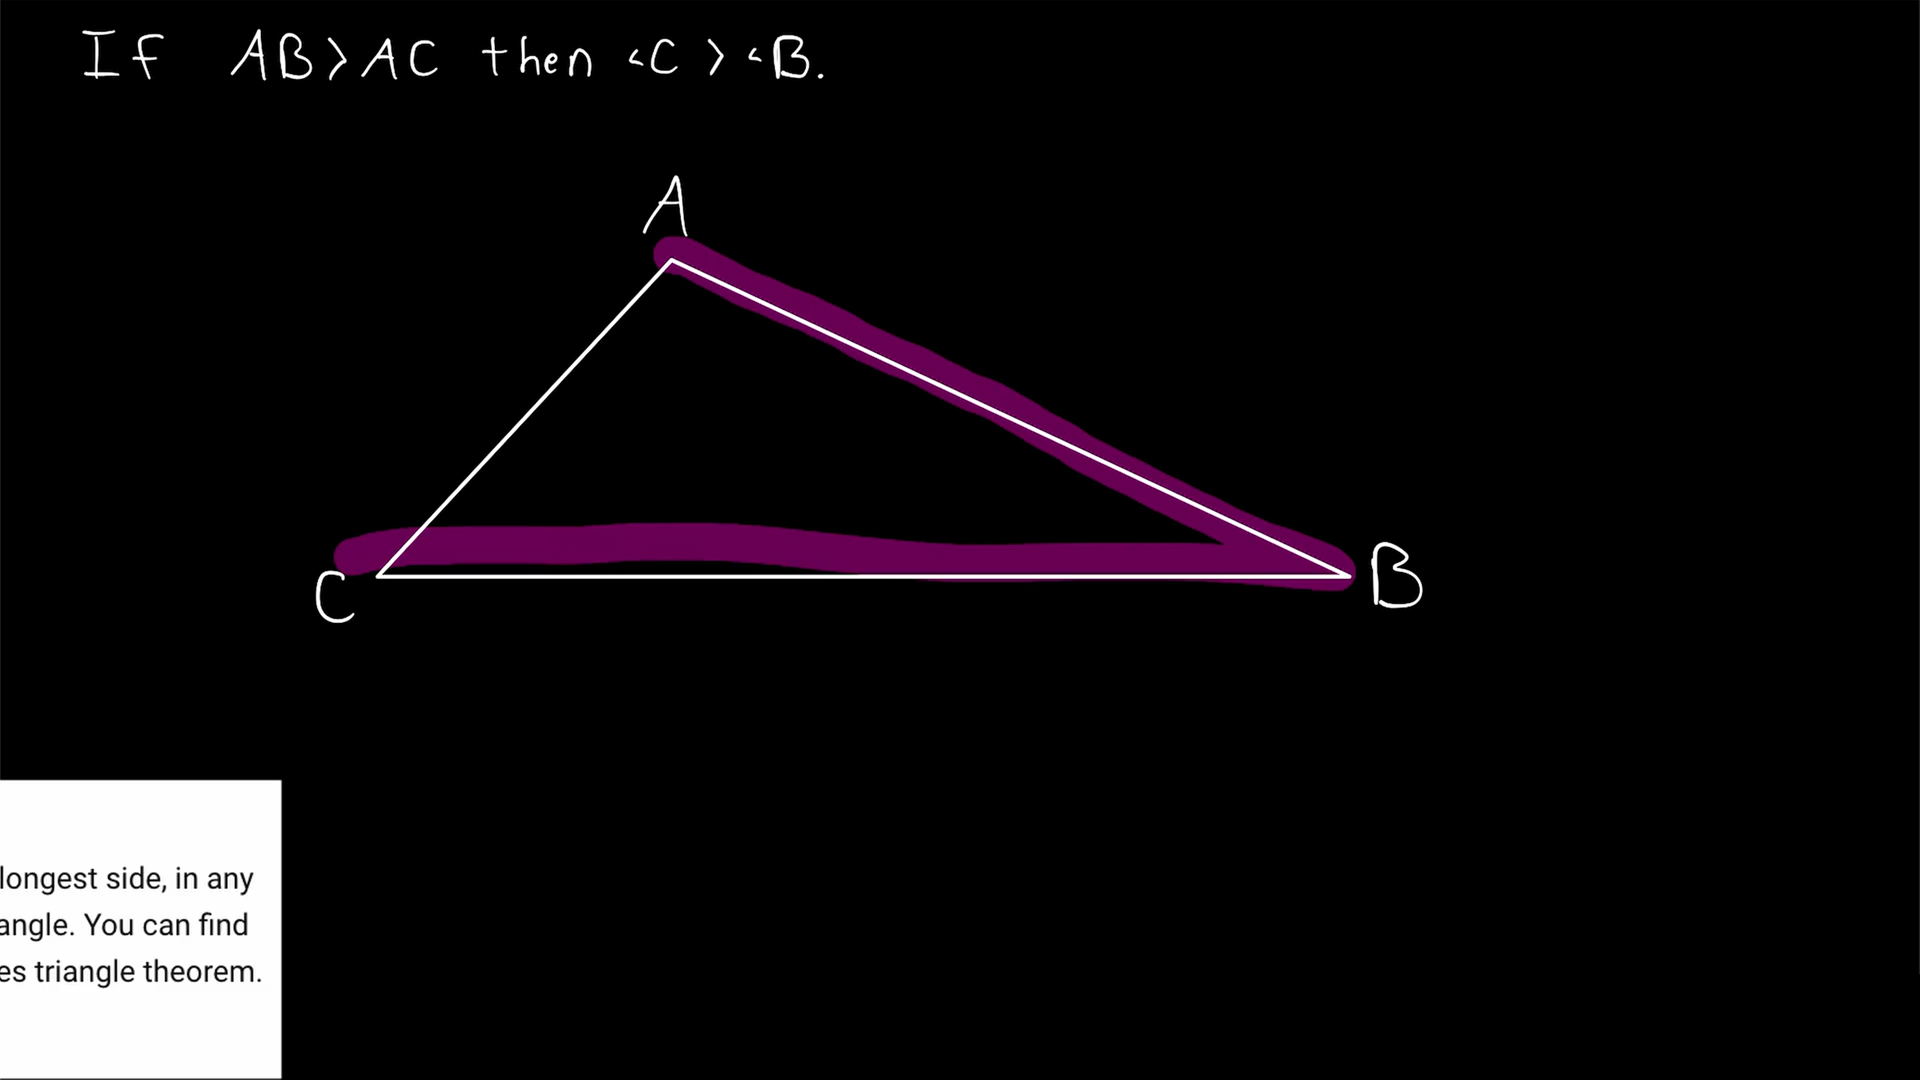 If AB>AC then <C > <B.
A
C
B
longest side, in any
angle. You can find
es triangle theorem.